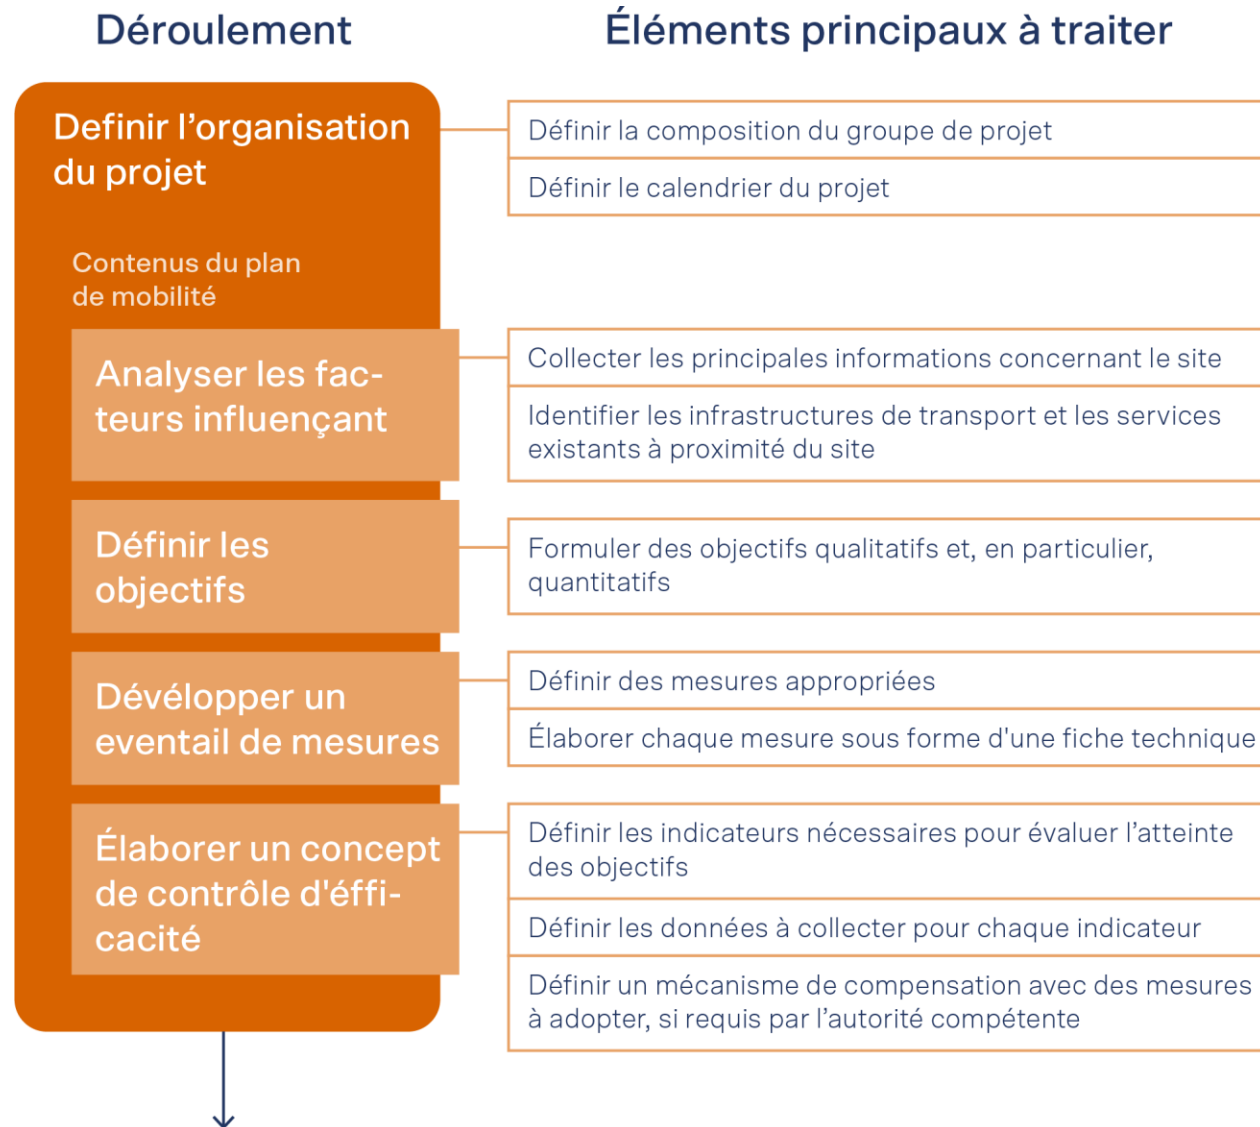 Déroulement
Éléments principaux à traiter
Definir l’organisation
du projet
Définir la composition du groupe de projet
Définir le calendrier du projet
Contenus du plan
de mobilité
Analyser les fac-
teurs influençant
Collecter les principales informations concernant le site
Identifier les infrastructures de transport et les services
existants à proximité du site
Définir les
objectifs
Formuler des objectifs qualitatifs et, en particulier,
quantitatifs
Dévélopper un
eventail de mesures
Définir des mesures appropriées
Élaborer chaque mesure sous forme d'une fiche technique
Élaborer un concept
de contrôle d'éffi-
cacité
Définir les indicateurs nécessaires pour évaluer l’atteinte
des objectifs
Définir les données à collecter pour chaque indicateur
Définir un mécanisme de compensation avec des mesures
à adopter, si requis par l’autorité compétente